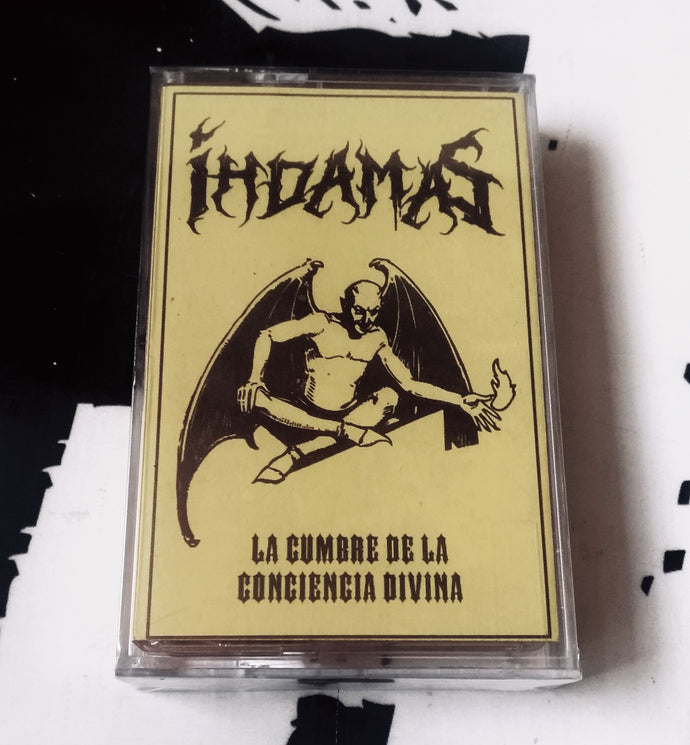 iHDAMAS
LA CUMBRE DE LA
CONCIENCIA DIVINA